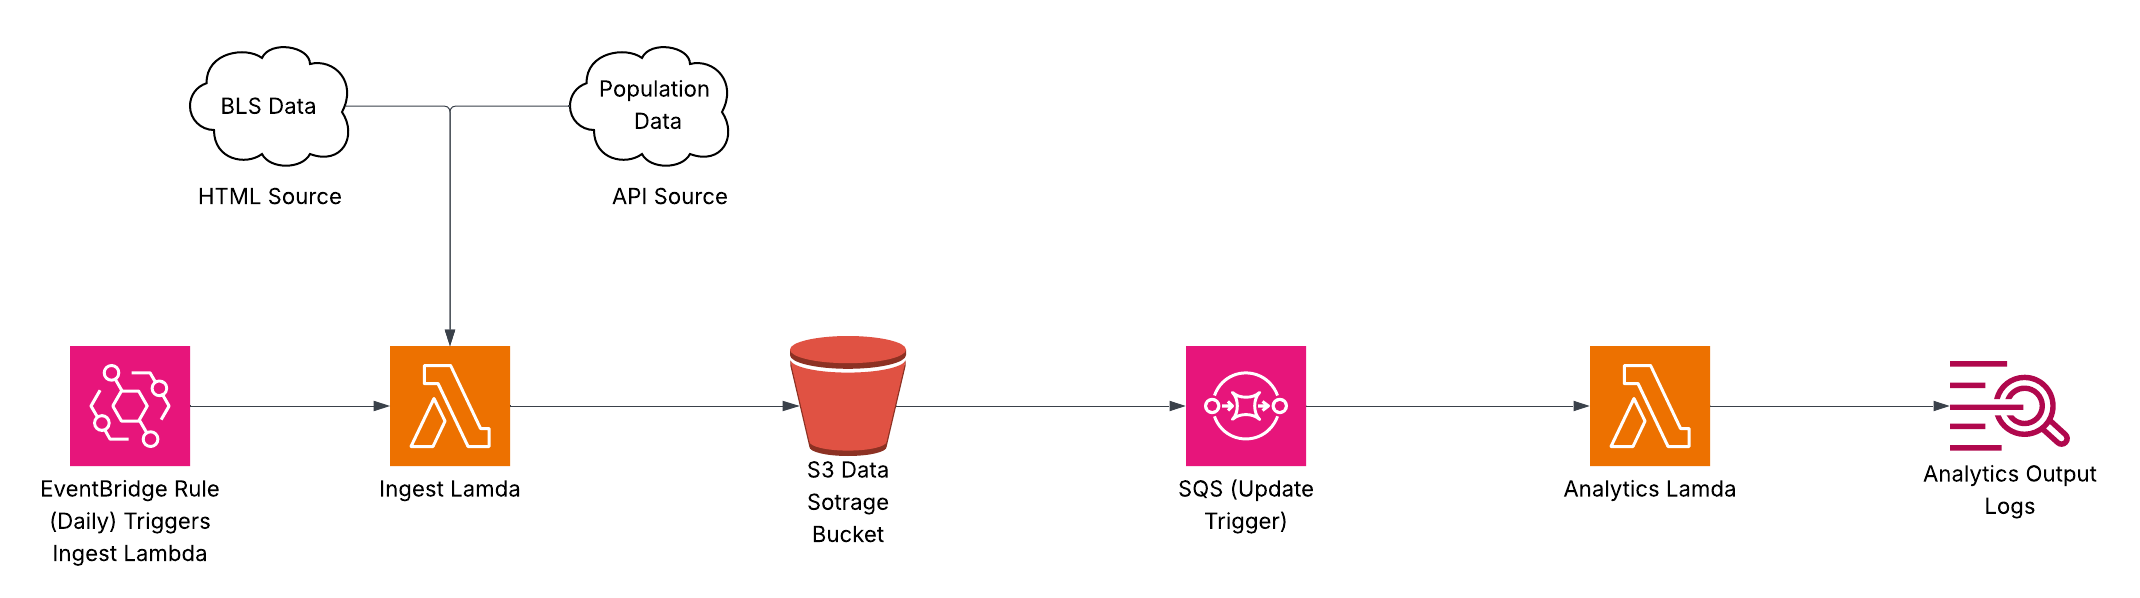 BLS Data
Population
Data
HTML Source
API Source
EventBridge Rule
(Daily) Triggers
Ingest Lambda
Ingest Lamda
S3 Data
Sotrage
Bucket
SQS (Update
Trigger)
Analytics Lamda
Analytics Output
Logs